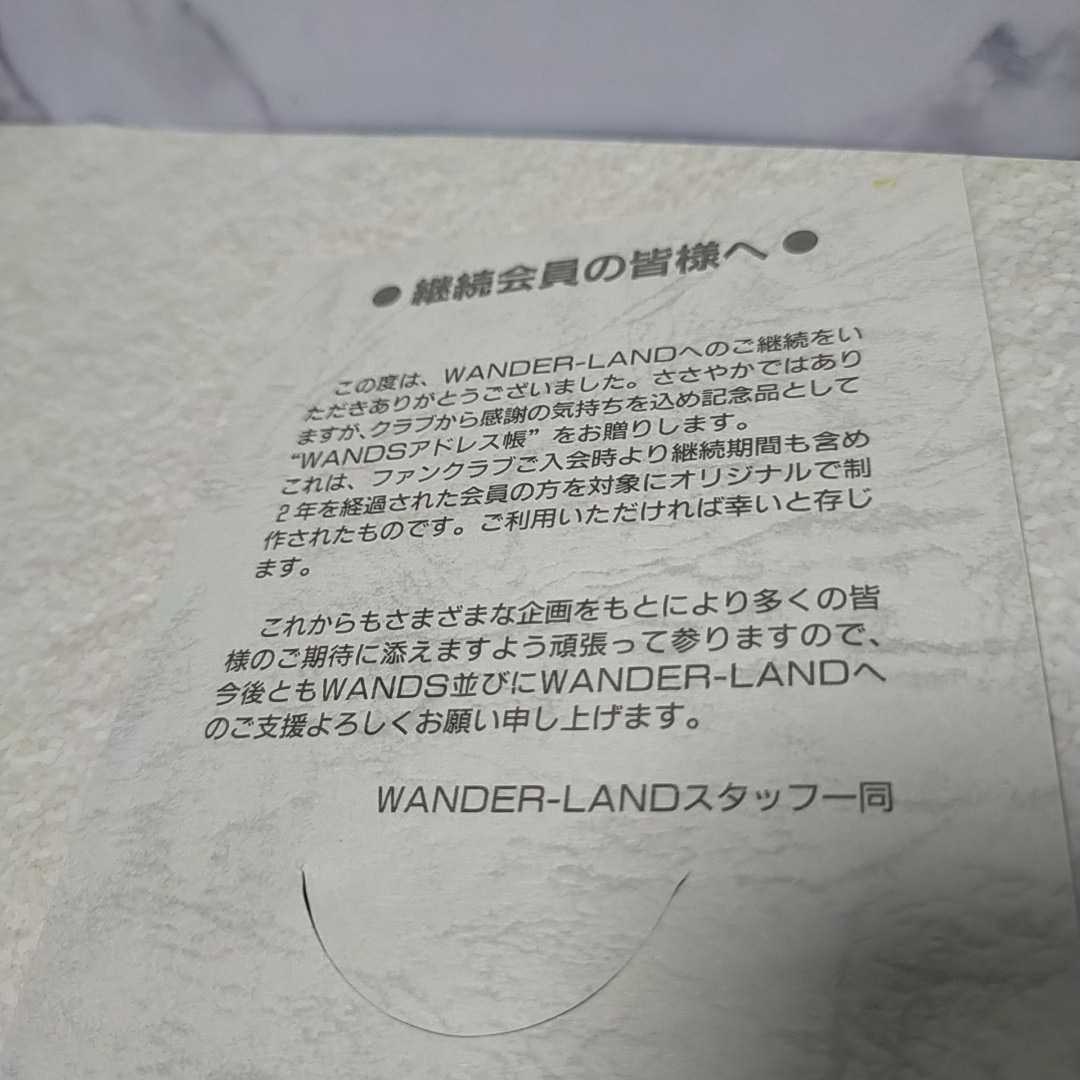 ●継続会員の皆様へ●
この度は、WANDER-LANDへのご継続をい
ただきありがとうございました。ささやかではあり
ますが、クラブから感謝の気持ちを込め記念品として
“WANDSアドレス帳”をお贈りします。
これは、ファンクラブご入会時より継続期間も含め
2年を経過された会員の方を対象にオリジナルで制
作されたものです。ご利用いただければ幸いと存じ
ます。
これからもさまざまな企画をもとにより多くの皆
様のご期待に添えますよう頑張って参りますので、
今後ともWANDS並びにWANDER-LANDへ
のご支援よろしくお願い申し上げます。
WANDER-LANDスタッフ一同